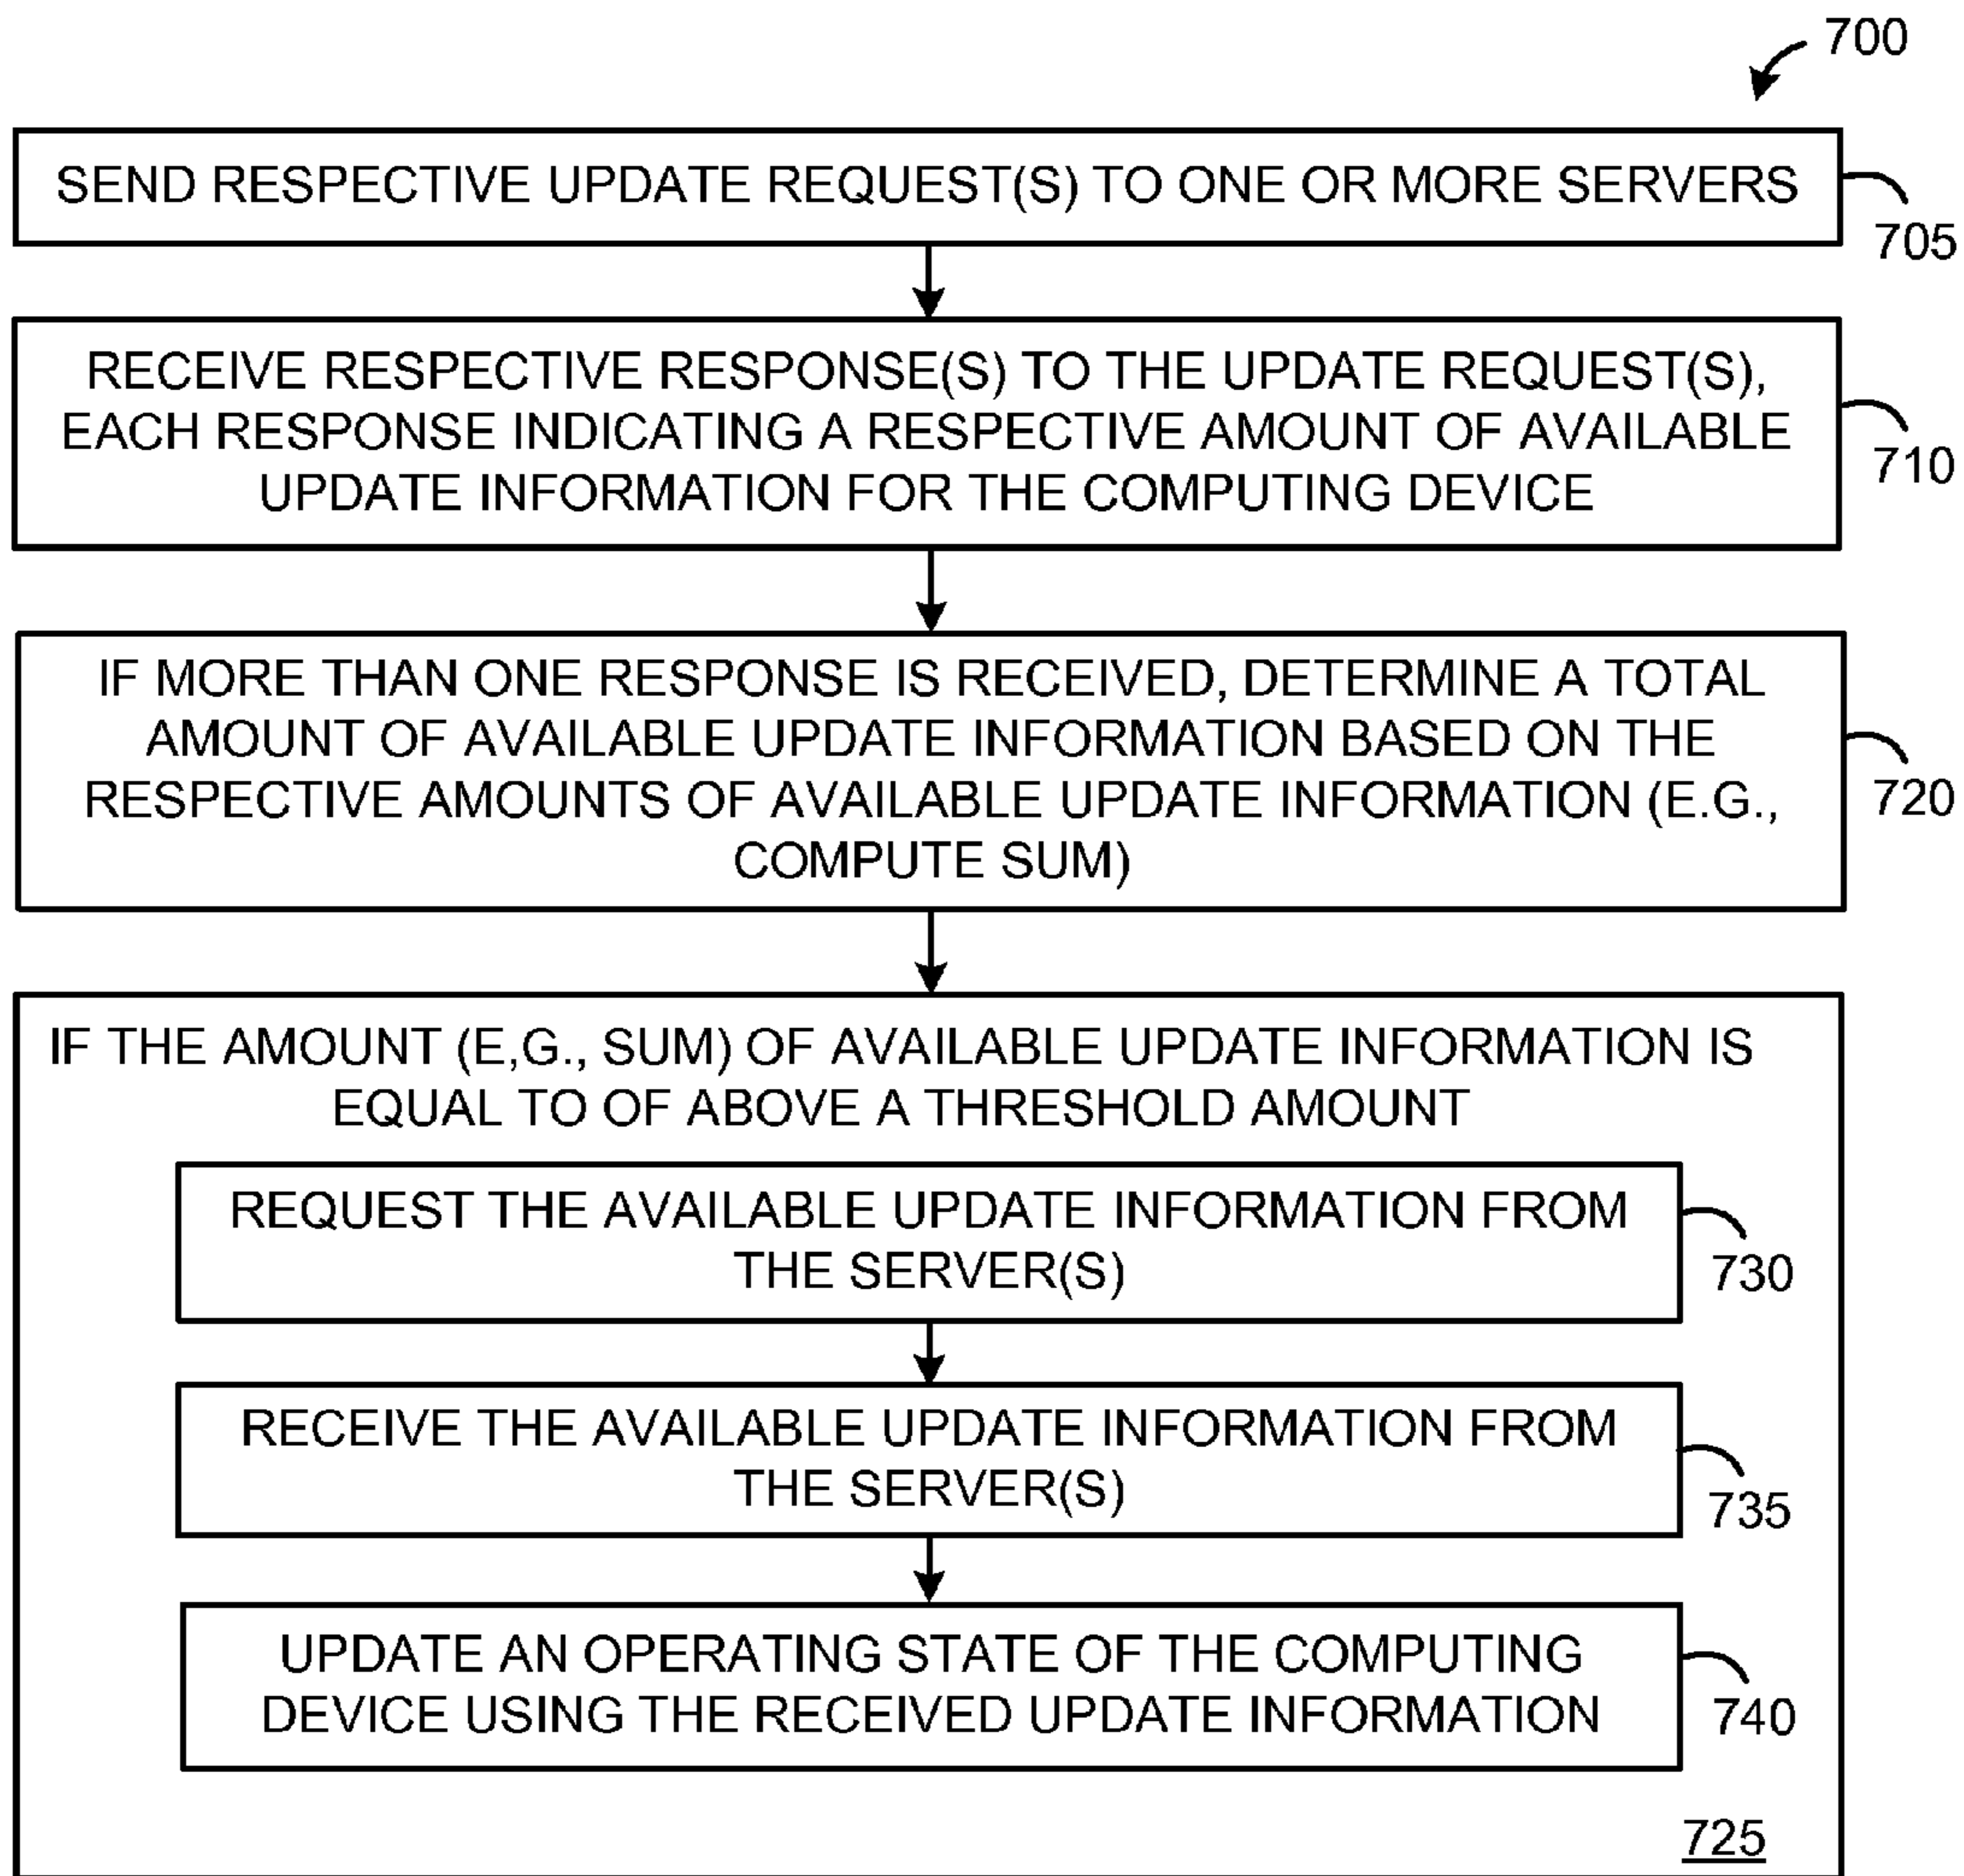 700
SEND RESPECTIVE UPDATE REQUEST(S) TO ONE OR MORE SERVERS
705
RECEIVE RESPECTIVE RESPONSE(S) TO THE UPDATE REQUEST(S),
EACH RESPONSE INDICATING A RESPECTIVE AMOUNT OF AVAILABLE
UPDATE INFORMATION FOR THE COMPUTING DEVICE
710
IF MORE THAN ONE RESPONSE IS RECEIVED, DETERMINE A TOTAL
AMOUNT OF AVAILABLE UPDATE INFORMATION BASED ON THE
RESPECTIVE AMOUNTS OF AVAILABLE UPDATE INFORMATION (E.G.,
COMPUTE SUM)
720
IF THE AMOUNT (E,G., SUM) OF AVAILABLE UPDATE INFORMATION IS
EQUAL TO OF ABOVE A THRESHOLD AMOUNT
REQUEST THE AVAILABLE UPDATE INFORMATION FROM
THE SERVER(S)
730
RECEIVE THE AVAILABLE UPDATE INFORMATION FROM
THE SERVER(S)
735
UPDATE AN OPERATING STATE OF THE COMPUTING
DEVICE USING THE RECEIVED UPDATE INFORMATION
740
725